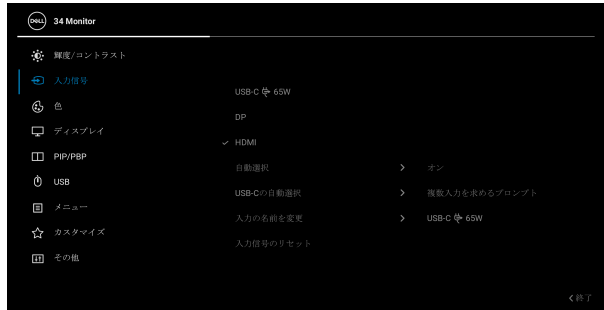 DELL 34 Monitor
輝度/コントラスト
入力信号
色
ディスプレイ
PIP/PBP
USB
メニュー
カスタマイズ
その他
USB-C 65W
DP
HDMI
自動選択 オン
USB-Cの自動選択 複数入力を求めるプロンプト
入力の名前を変更 USB-C 65W
入力信号のリセット
終了